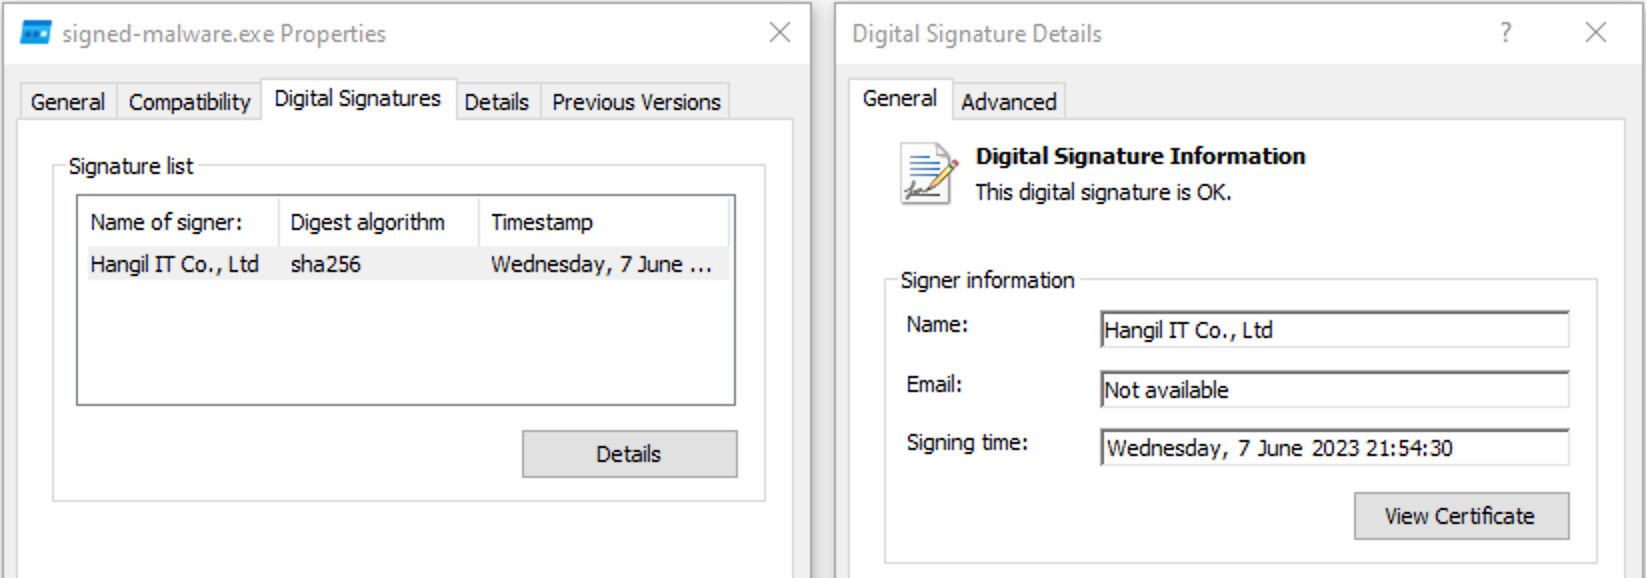 signed-malware.exe Properties
General Compatibility Digital Signatures Details Previous Versions
Signature list
Name of signer: Digest algorithm Timestamp
Hangil IT Co., Ltd sha256 Wednesday, 7 June ...
Details
Digital Signature Details ?
General Advanced
Digital Signature Information
This digital signature is OK.
Signer information
Name: Hangil IT Co., Ltd
Email: Not available
Signing time: Wednesday, 7 June 2023 21:54:30
View Certificate